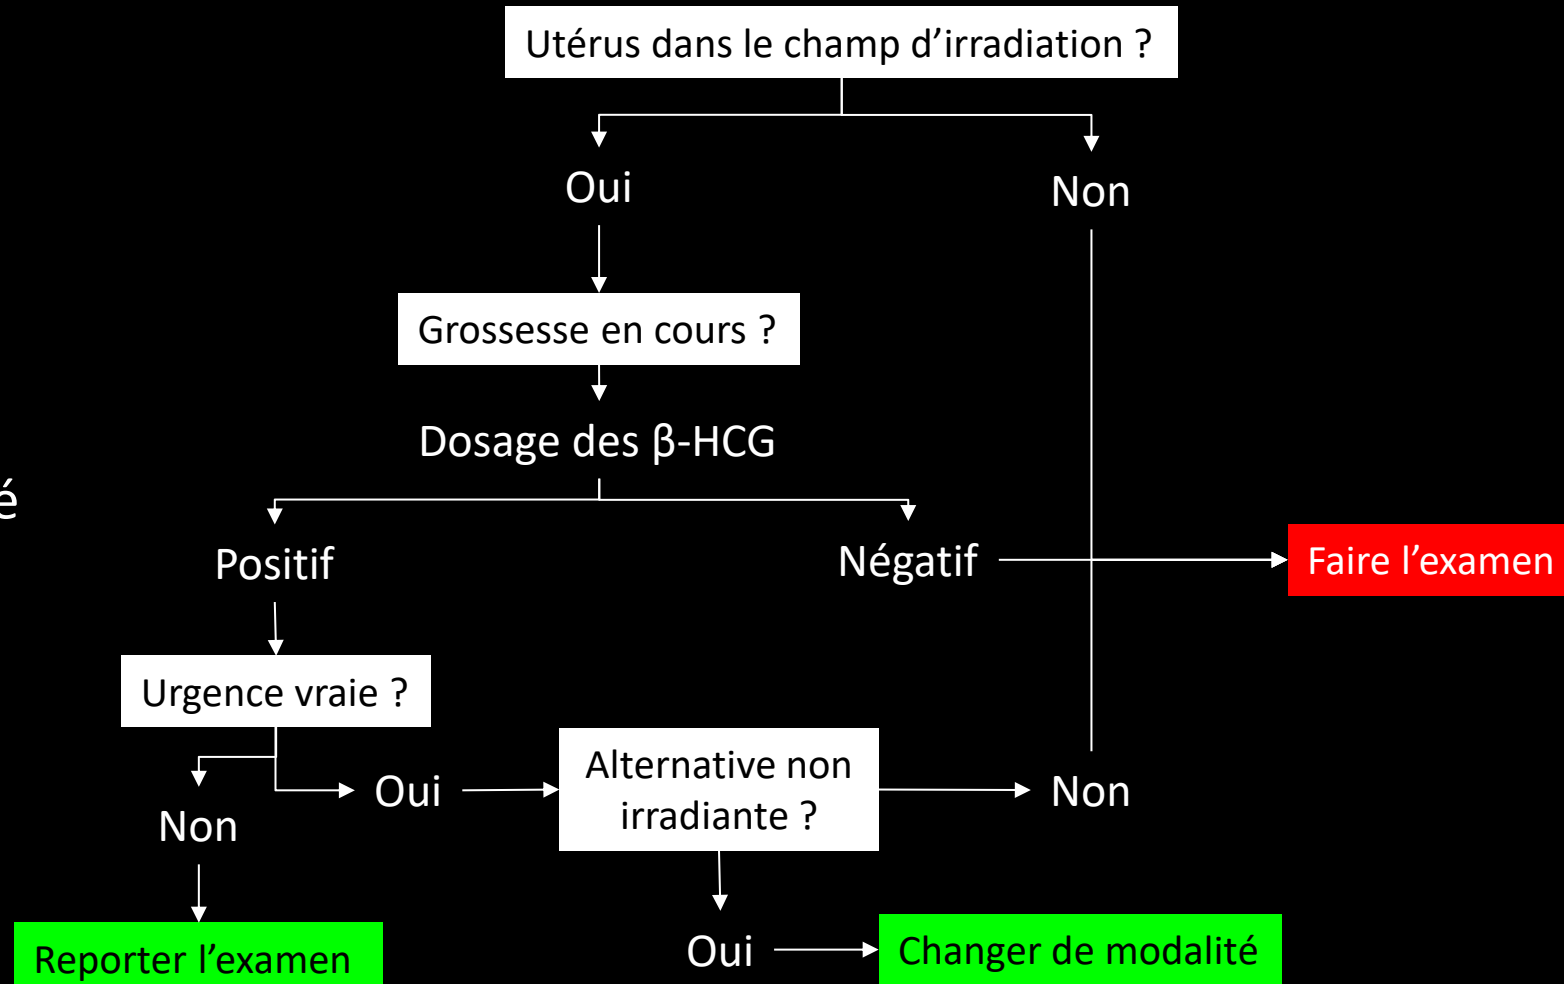 Utérus dans le champ d’irradiation ?
Oui
Non
Grossesse en cours ?
Dosage des β-HCG
é
Positif
Négatif
Faire l’examen
Urgence vraie ?
Alternative non
irradiante ?
Oui
Non
Non
Reporter l’examen
Oui
Changer de modalité